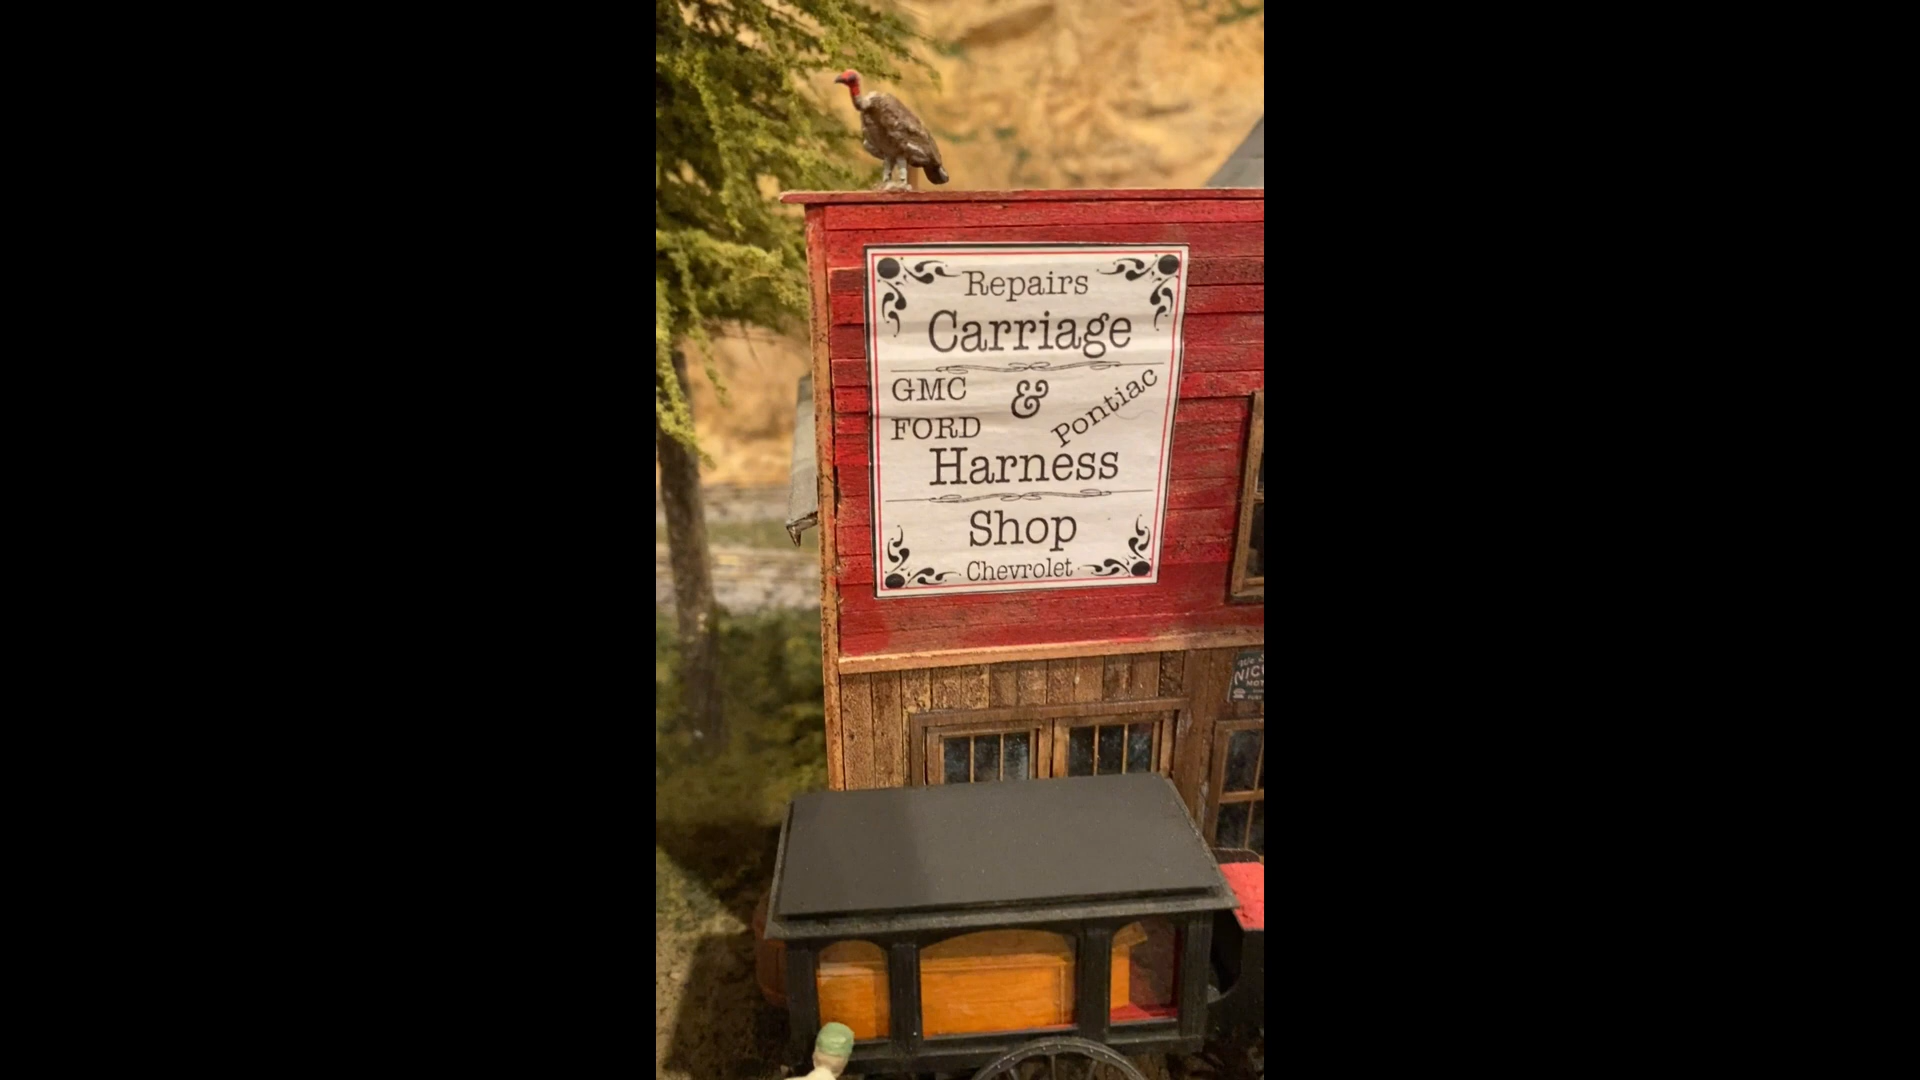 Repairs
Carriage
GMC & Pontiac
FORD
Harness
Shop
Chevrolet